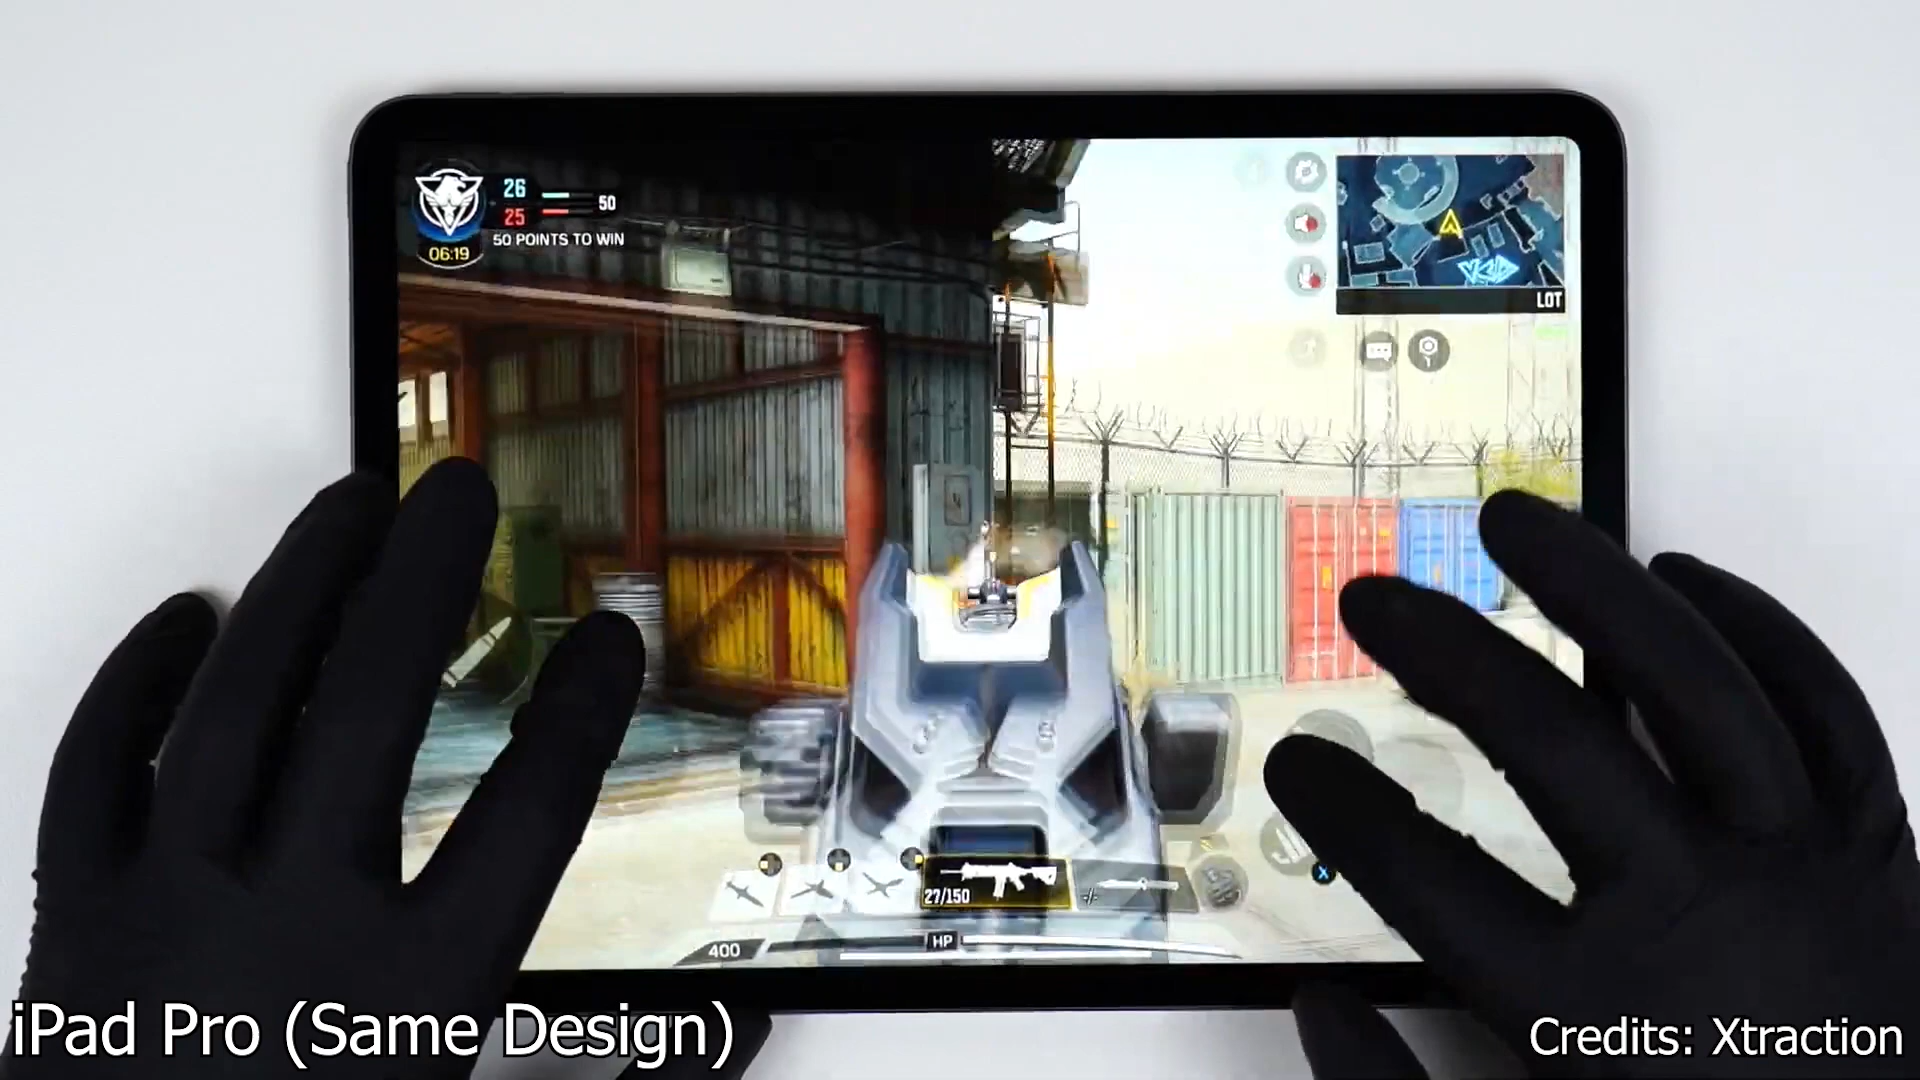 26
50
25
50 POINTS TO WIN
06:19
LOT
27/150
X
400
HP
iPad Pro (Same Design)
Credits: Xtraction